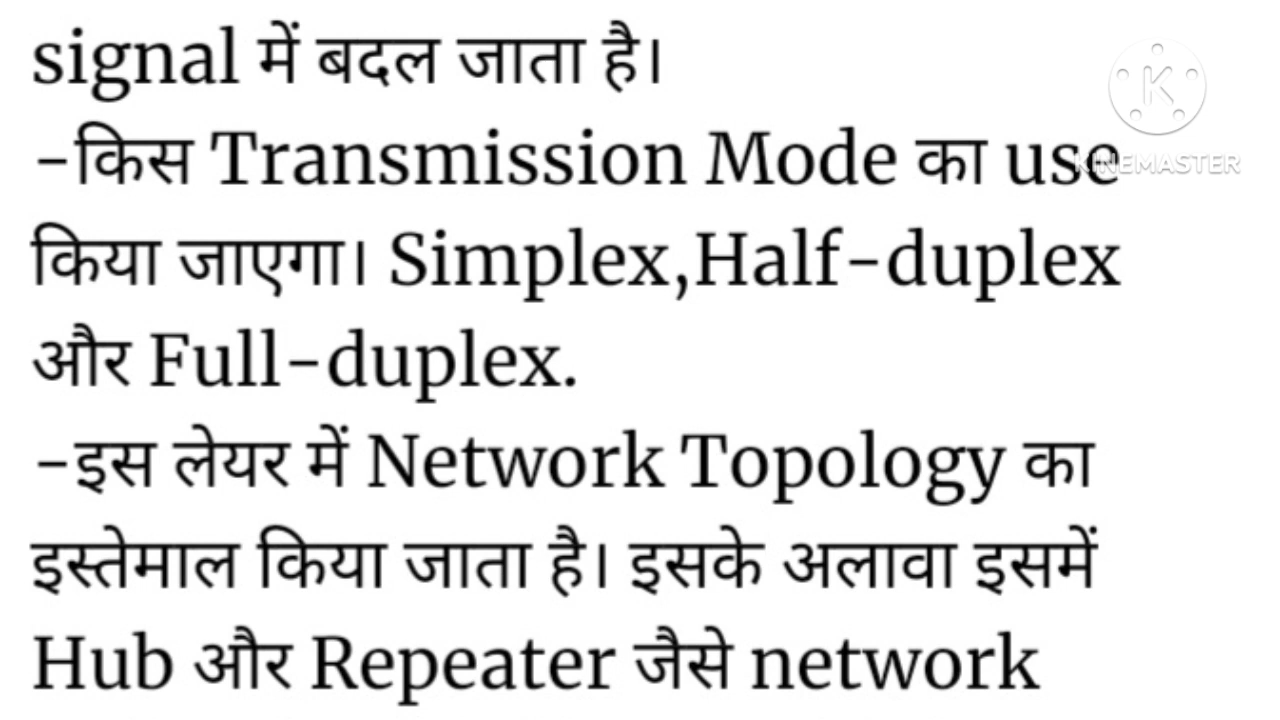 signal में बदल जाता है।
-किस Transmission Mode का use
किया जाएगा। Simplex,Half-duplex
और Full-duplex.
-इस लेयर में Network Topology का
इस्तेमाल किया जाता है। इसके अलावा इसमें
Hub और Repeater जैसे network
K
KINEMASTER